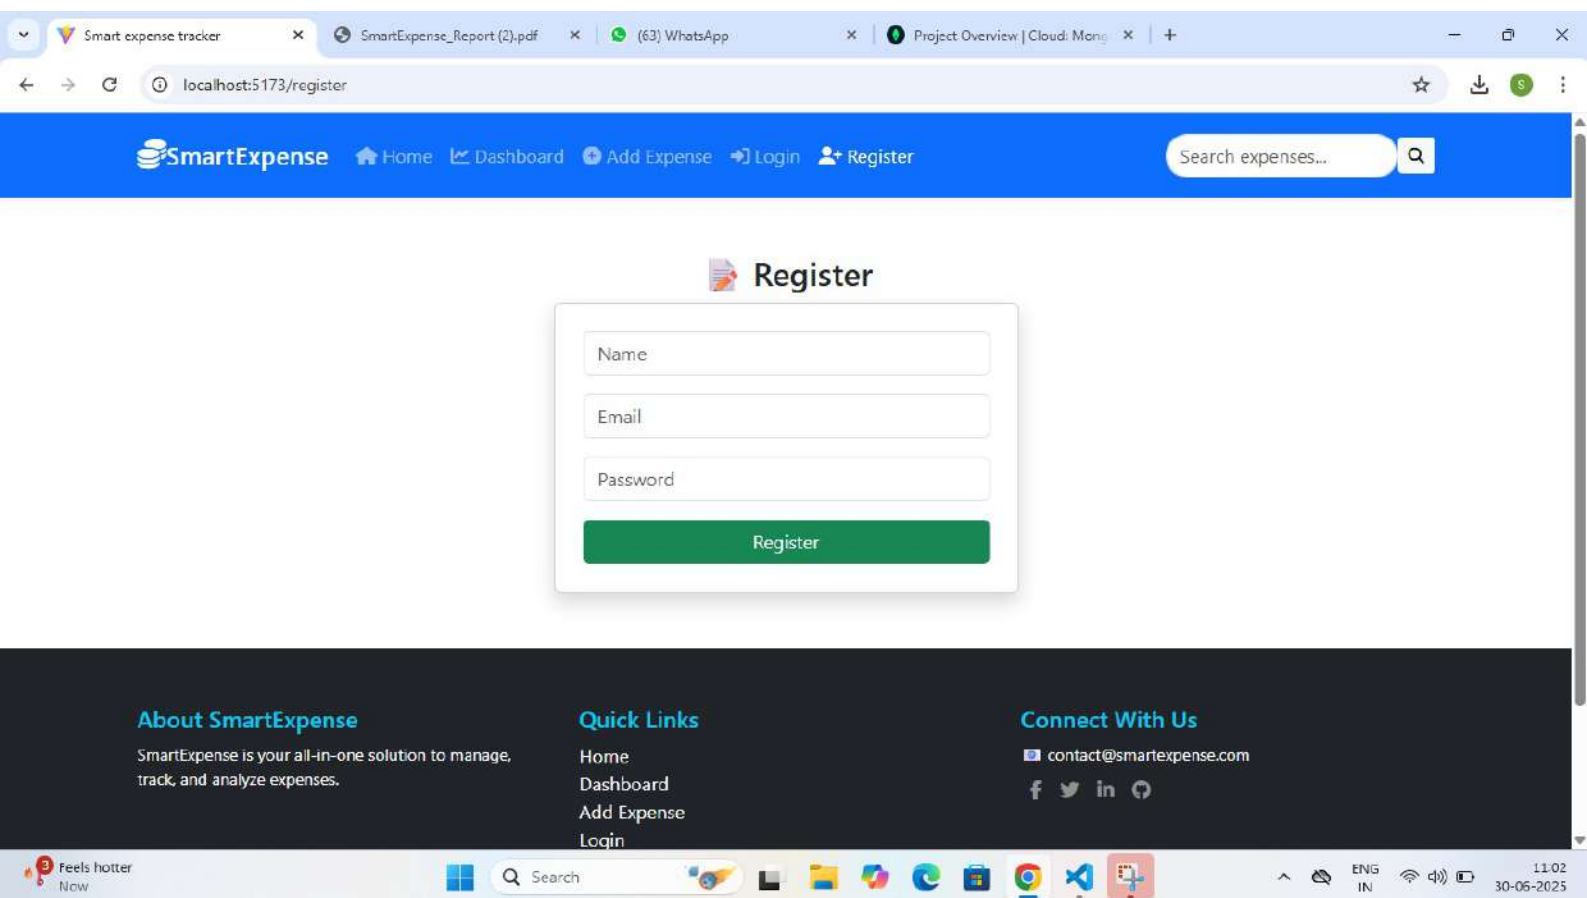 Smart expense tracker
SmartExpense_Report (2).pdf
(63) WhatsApp
Project Overview | Cloud: Mong
localhost:5173/register
S
SmartExpense
Home
Dashboard
Add Expense
Login
Register
Search expenses...
Register
Name
Email
Password
Register
About SmartExpense
SmartExpense is your all-in-one solution to manage,
track, and analyze expenses.
Quick Links
Home
Dashboard
Add Expense
Login
Connect With Us
contact@smartexpense.com
3
Feels hotter
Now
Search
ENG
IN
11:02
30-06-2025